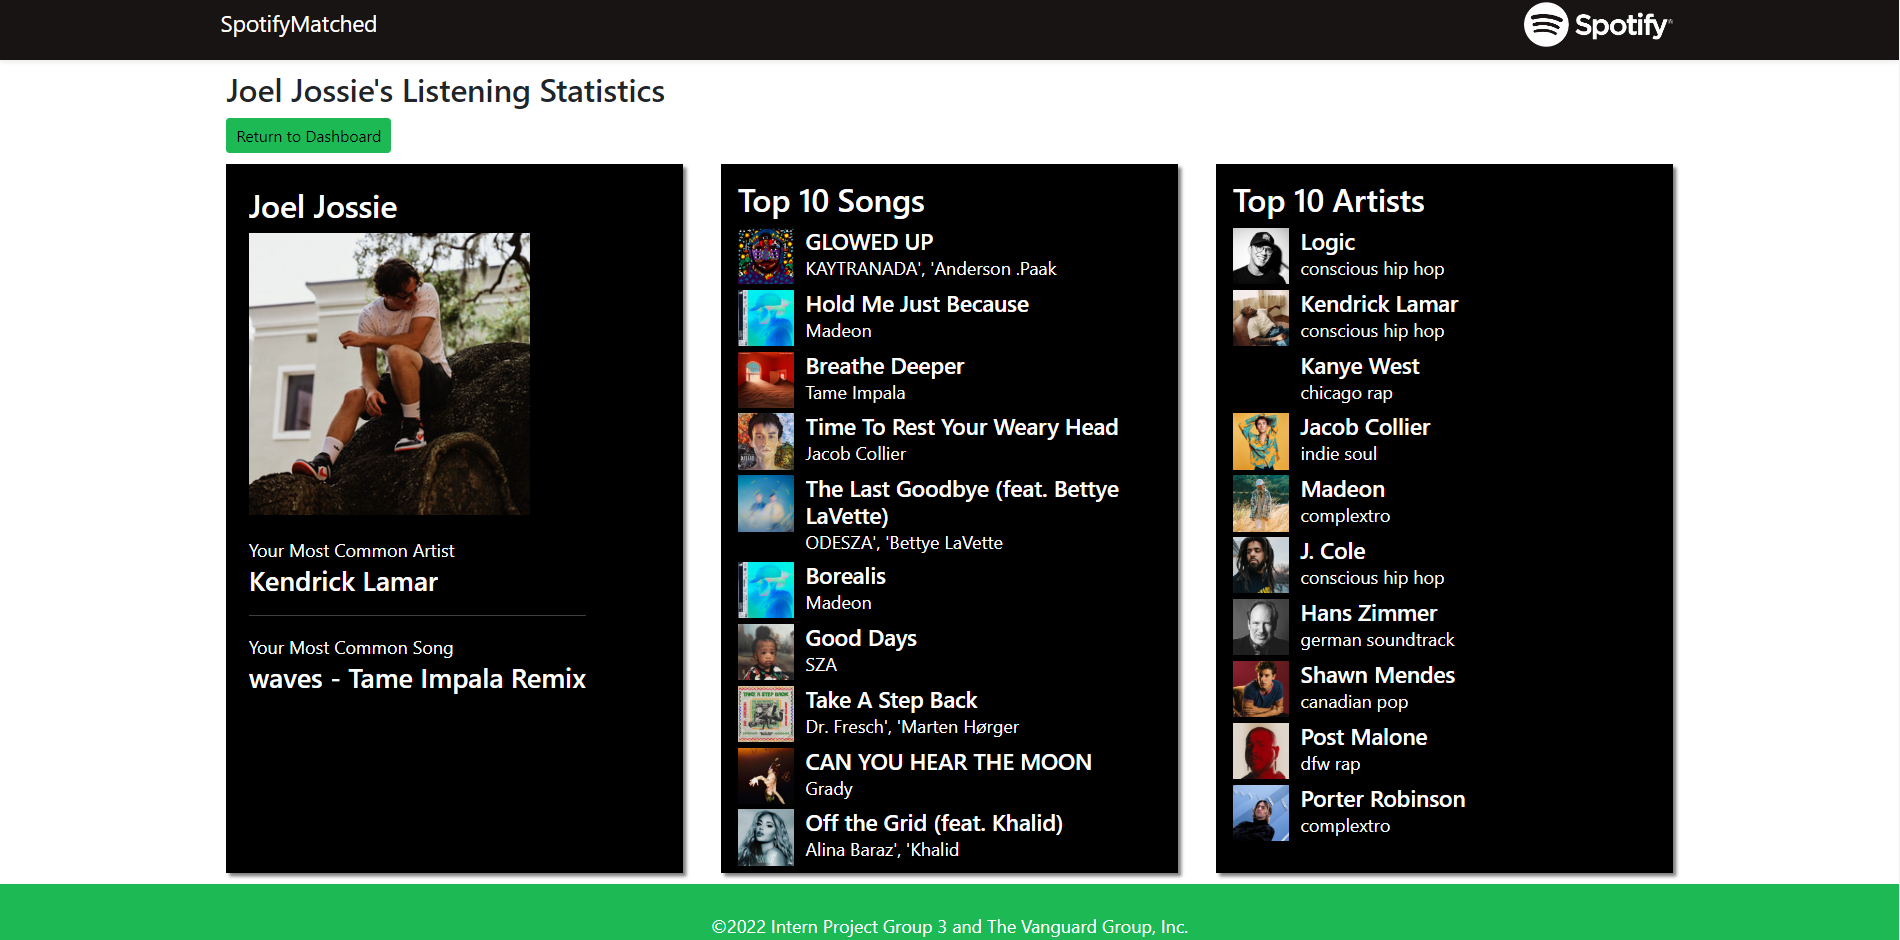 SpotifyMatched
Spotify
Joel Jossie's Listening Statistics
Return to Dashboard
Joel Jossie
Your Most Common Artist
Kendrick Lamar
Your Most Common Song
waves - Tame Impala Remix
Top 10 Songs
GLOWED UP
KAYTRANADA', 'Anderson .Paak
Hold Me Just Because
Madeon
Breathe Deeper
Tame Impala
Time To Rest Your Weary Head
Jacob Collier
The Last Goodbye (feat. Bettye
LaVette)
ODESZA', 'Bettye LaVette
Borealis
Madeon
Good Days
SZA
Take A Step Back
Dr. Fresch', 'Marten Hørger
CAN YOU HEAR THE MOON
Grady
Off the Grid (feat. Khalid)
Alina Baraz', 'Khalid
Top 10 Artists
Logic
conscious hip hop
Kendrick Lamar
conscious hip hop
Kanye West
chicago rap
Jacob Collier
indie soul
Madeon
complextro
J. Cole
conscious hip hop
Hans Zimmer
german soundtrack
Shawn Mendes
canadian pop
Post Malone
dfw rap
Porter Robinson
complextro
©2022 Intern Project Group 3 and The Vanguard Group, Inc.